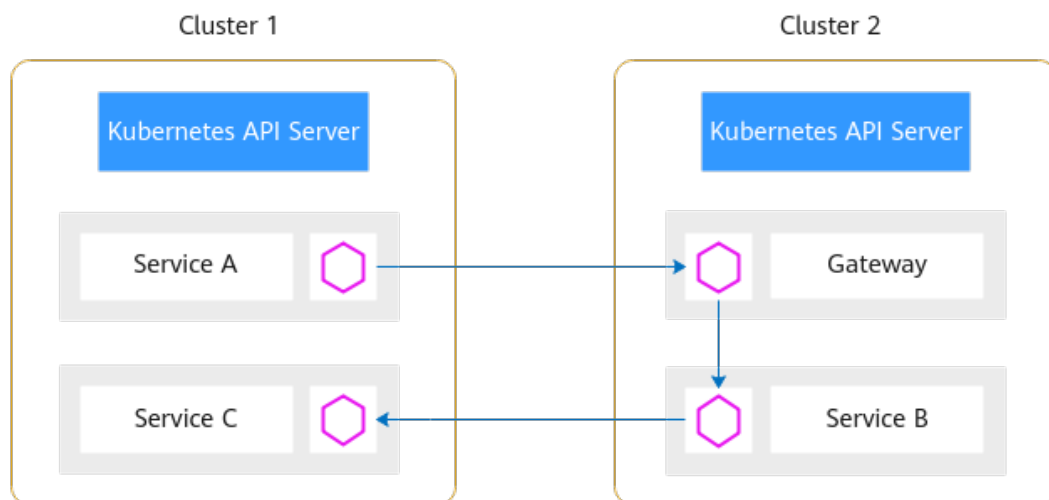 Cluster 1
Cluster 2
Kubernetes API Server
Kubernetes API Server
Service A
Gateway
Service C
Service B